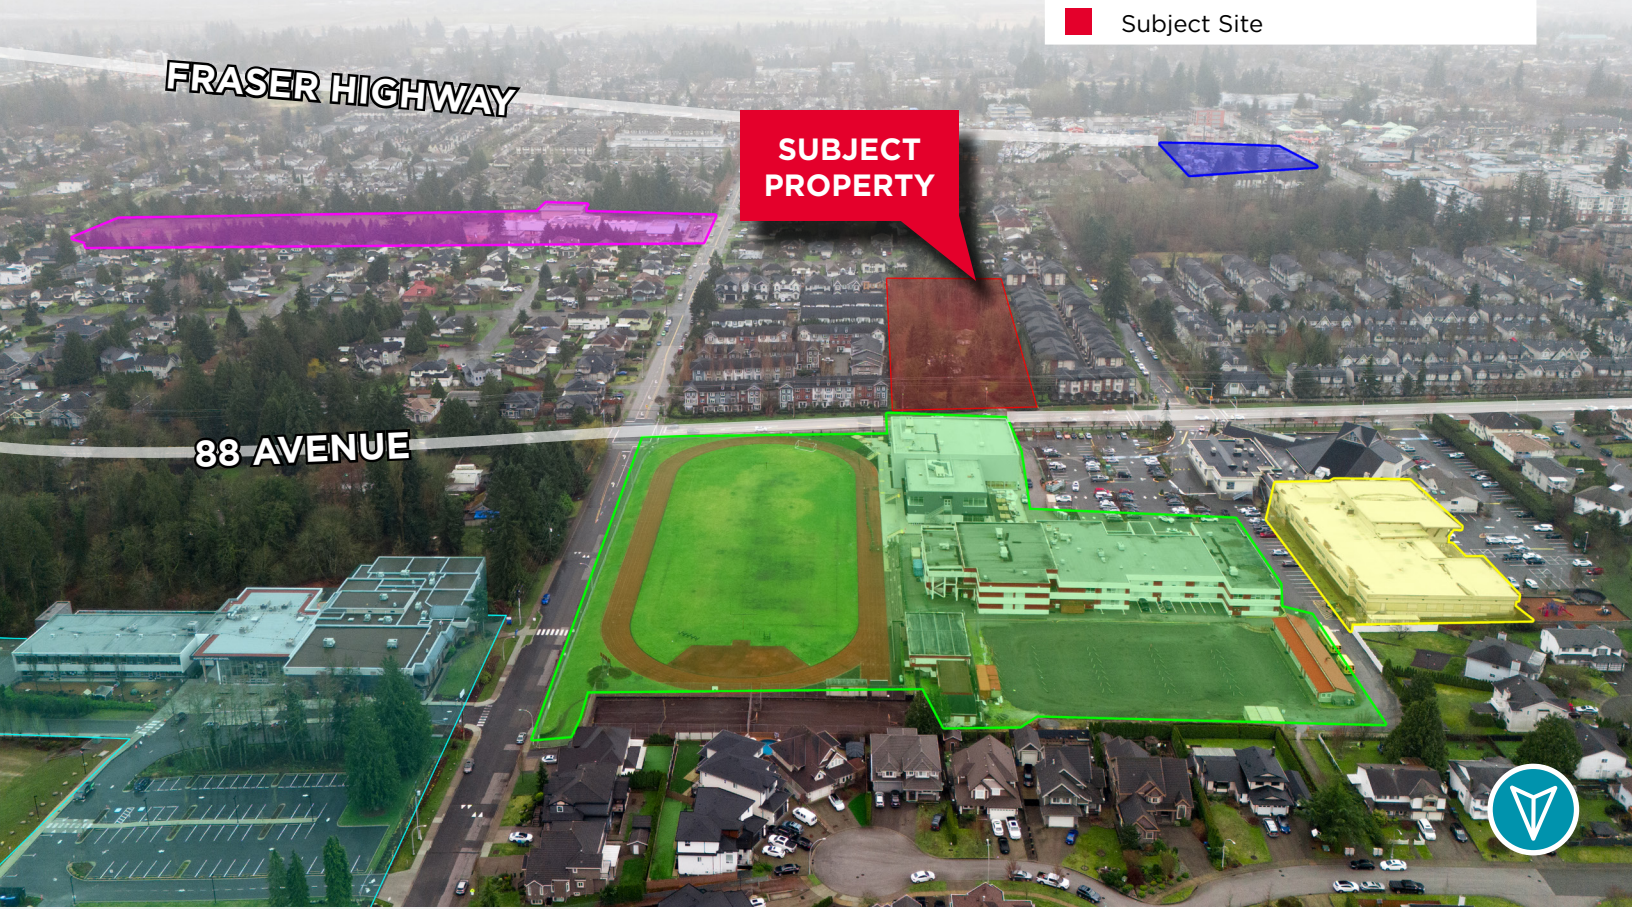 Subject Site
FRASER HIGHWAY
SUBJECT
PROPERTY
88 AVENUE